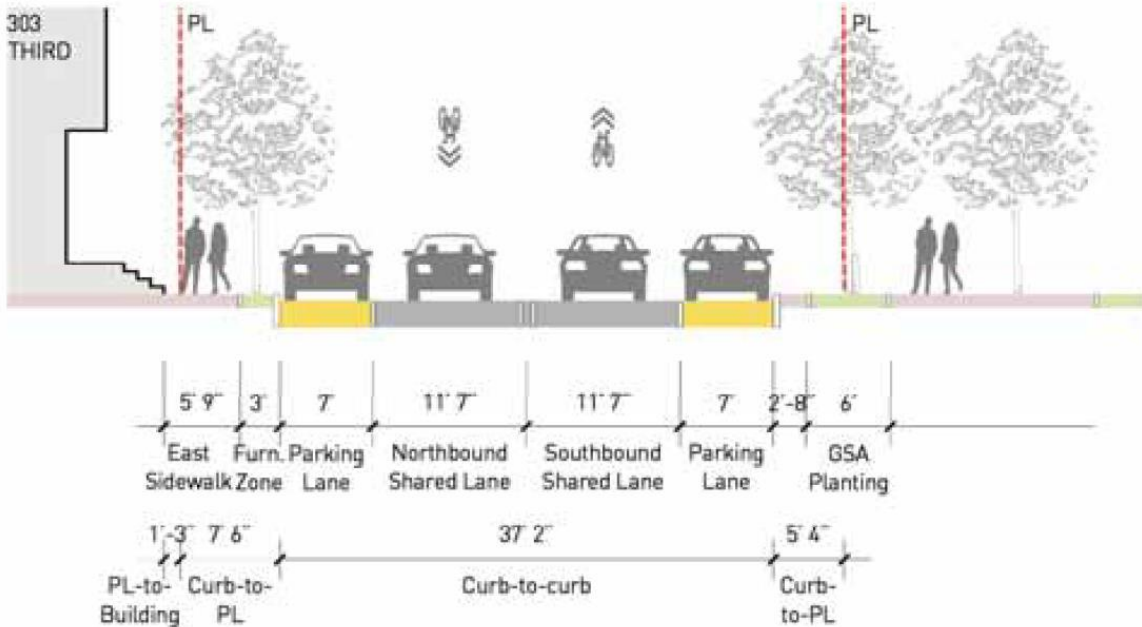 303
THIRD
PL
PL
5' 9"
3'
7'
11' 7"
11' 7"
7'
2'-8"
6'
East
Sidewalk
Furn.
Zone
Parking
Lane
Northbound
Shared Lane
Southbound
Shared Lane
Parking
Lane
GSA
Planting
1'-3"
7' 6"
37' 2"
5' 4"
PL-to-
Building
Curb-to-
PL
Curb-to-curb
Curb-
to-PL